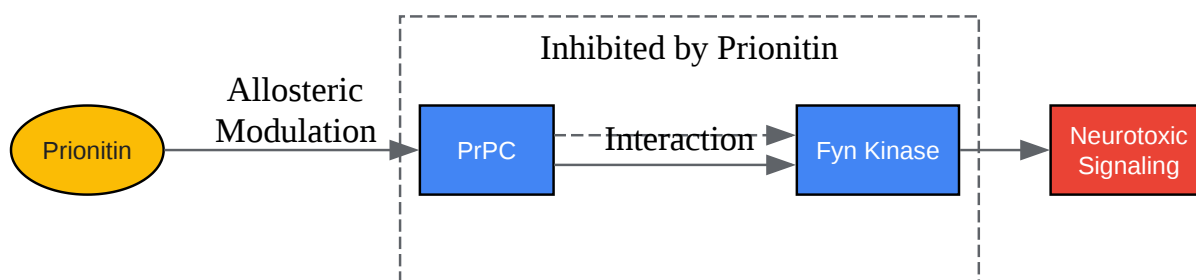 Inhibited by Prionitin
Allosteric
Modulation
Prionitin
PrPC
Interaction
Fyn Kinase
Neurotoxic
Signaling